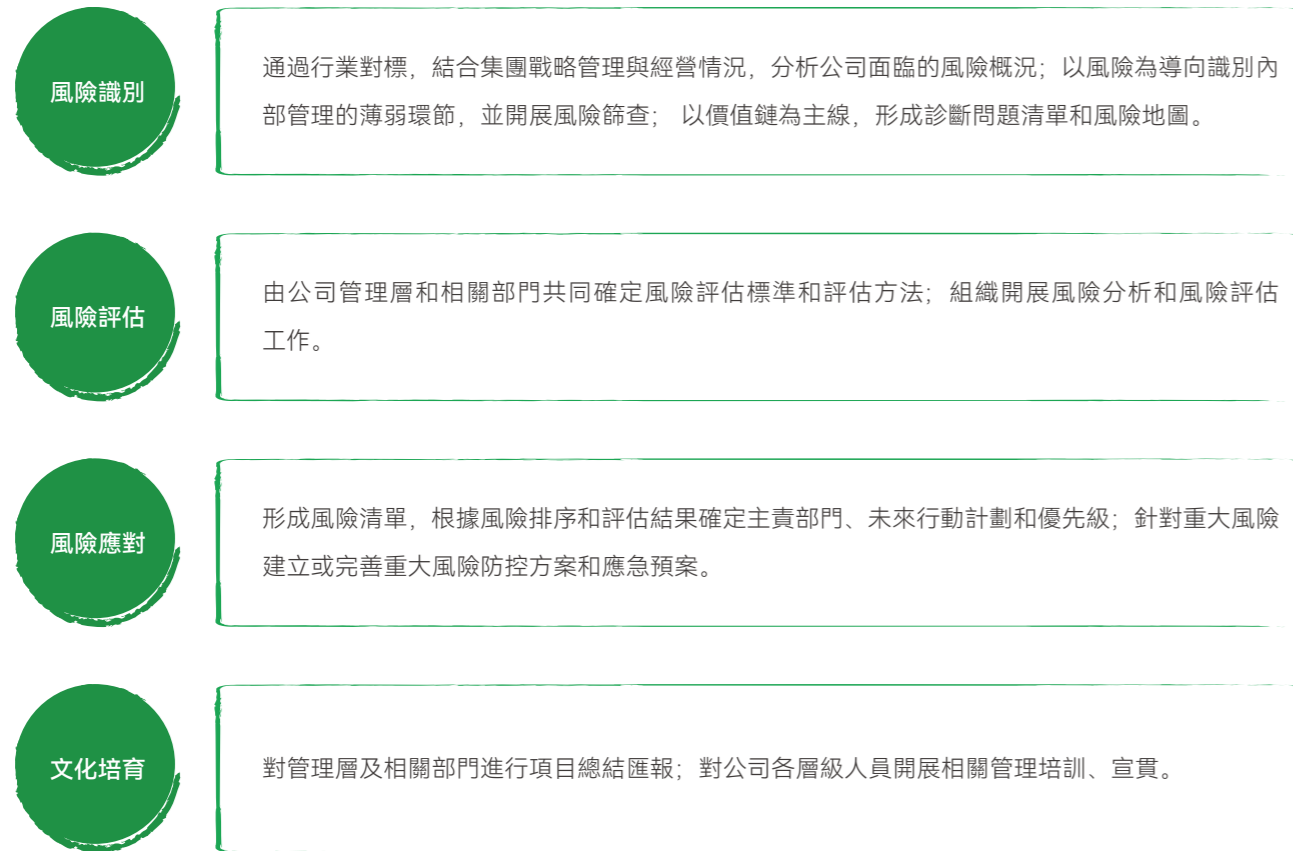 風險識別
通過行業對標，結合集團戰略管理與經營情況，分析公司面臨的風險概況；以風險為導向識別內
部管理的薄弱環節，並開展風險篩查； 以價值鏈為主線，形成診斷問題清單和風險地圖。
風險評估
由公司管理層和相關部門共同確定風險評估標準和評估方法；組織開展風險分析和風險評估
工作。
風險應對
形成風險清單，根據風險排序和評估結果確定主責部門、未來行動計劃和優先級；針對重大風險
建立或完善重大風險防控方案和應急預案。
文化培育
對管理層及相關部門進行項目總結匯報；對公司各層級人員開展相關管理培訓、宣貫。